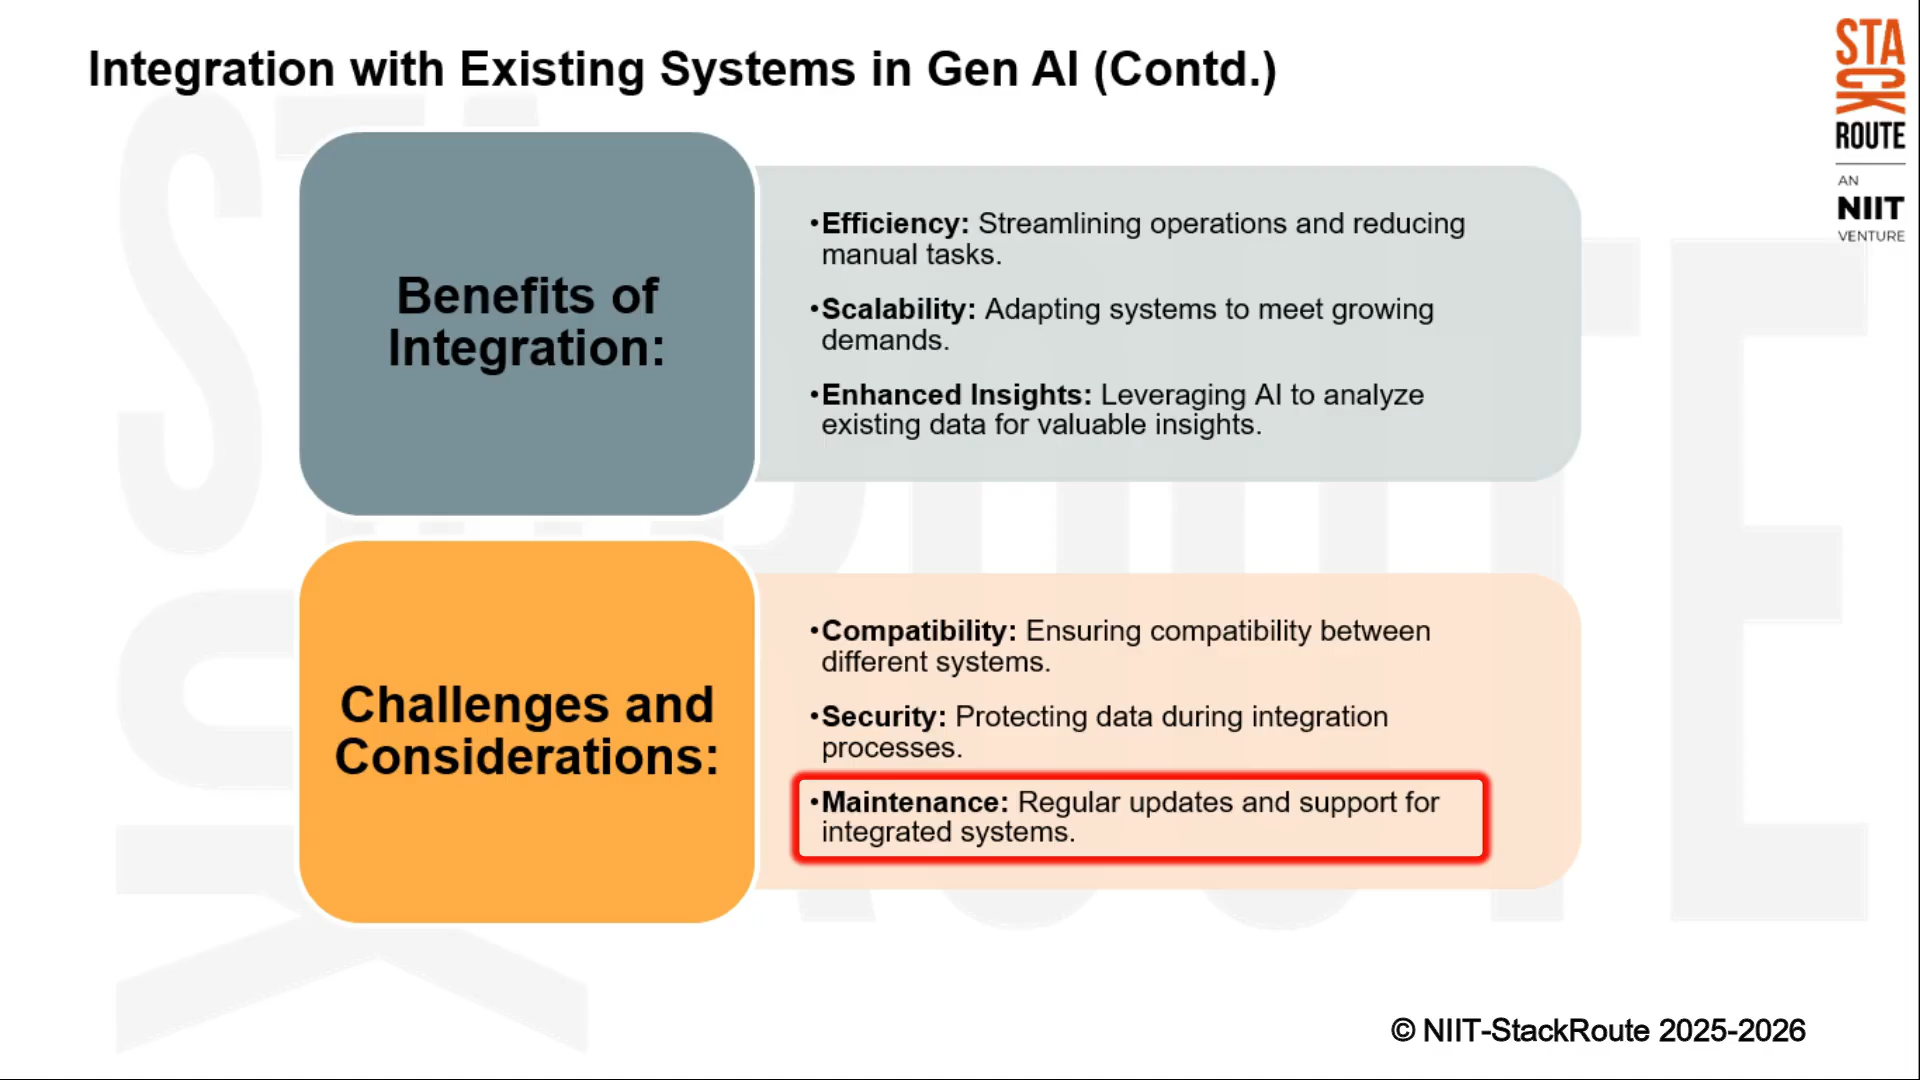 Integration with Existing Systems in Gen AI (Contd.)
STA
CK
ROUTE
AN
NIIT
VENTURE
Benefits of
Integration:
•Efficiency: Streamlining operations and reducing
manual tasks.
•Scalability: Adapting systems to meet growing
demands.
•Enhanced Insights: Leveraging AI to analyze
existing data for valuable insights.
Challenges and
Considerations:
•Compatibility: Ensuring compatibility between
different systems.
•Security: Protecting data during integration
processes.
•Maintenance: Regular updates and support for
integrated systems.
© NIIT-StackRoute 2025-2026